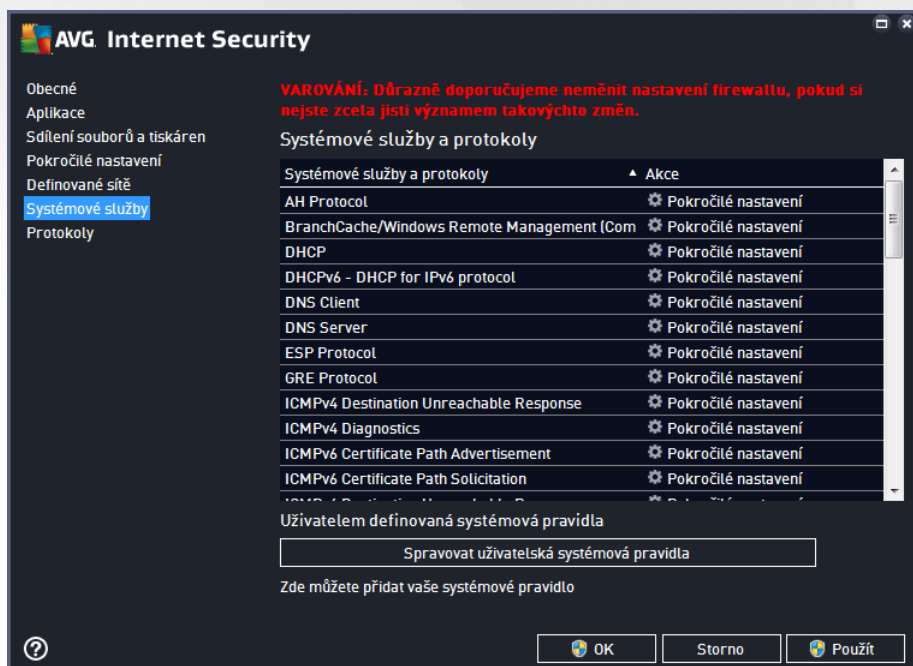 AVG Internet Security
Obecné
Aplikace
Sdílení souborů a tiskáren
Pokročilé nastavení
Definované sítě
Systémové služby
Protokoly
VAROVÁNÍ: Důrazně doporučujeme neměnit nastavení firewallu, pokud si
nejste zcela jisti významem takovýchto změn.
Systémové služby a protokoly
Systémové služby a protokoly Akce
AH Protocol Pokročilé nastavení
BranchCache/Windows Remote Management (Com Pokročilé nastavení
DHCP Pokročilé nastavení
DHCPv6 - DHCP for IPv6 protocol Pokročilé nastavení
DNS Client Pokročilé nastavení
DNS Server Pokročilé nastavení
ESP Protocol Pokročilé nastavení
GRE Protocol Pokročilé nastavení
ICMPv4 Destination Unreachable Response Pokročilé nastavení
ICMPv4 Diagnostics Pokročilé nastavení
ICMPv6 Certificate Path Advertisement Pokročilé nastavení
ICMPv6 Certificate Path Solicitation Pokročilé nastavení
Uživatelem definovaná systémová pravidla
Spravovat uživatelská systémová pravidla
Zde můžete přidat vaše systémové pravidlo
OK Storno Použít